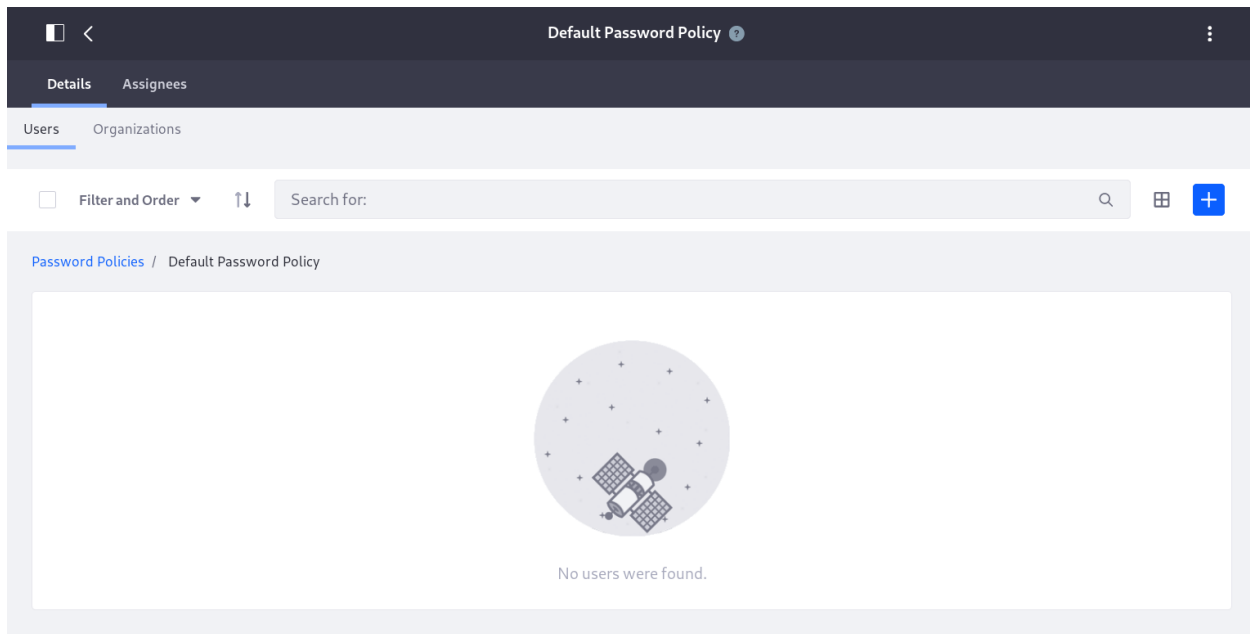 Default Password Policy ?
Details Assignees
Users Organizations
Filter and Order Search for:
Password Policies / Default Password Policy
No users were found.